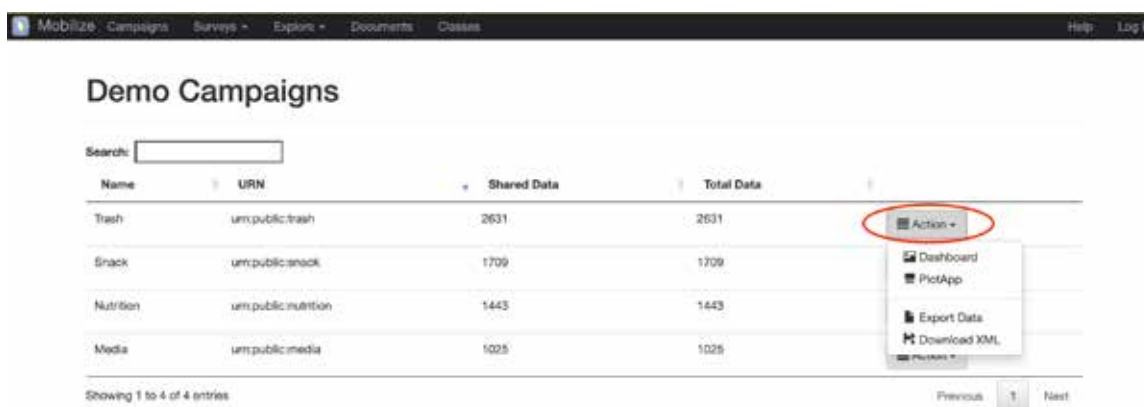 Mobilize Campaigns Surveys Explore Documents Classes Help Log
Demo Campaigns
Search:
Name URN Shared Data Total Data
Trash urn:public:trash 2631 2631 Action
Snack urn:public:snack 1709 1709
Dashboard
PlotApp
Nutrition urn:public:nutrition 1443 1443
Export Data
Download XML
Media urn:public:media 1025 1025 Action
Showing 1 to 4 of 4 entries Previous 1 Next